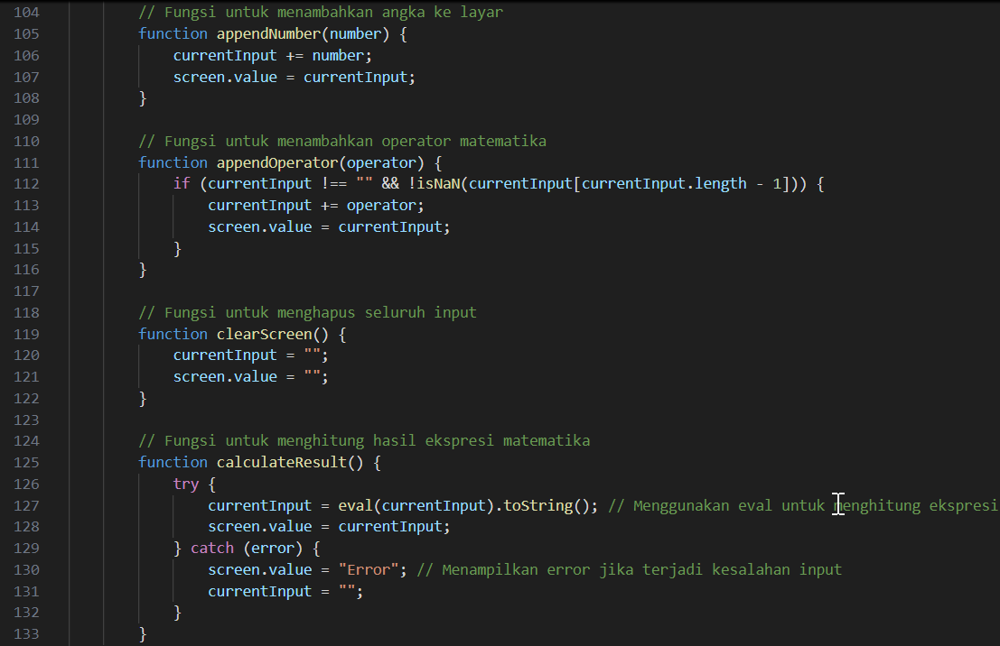 104 // Fungsi untuk menambahkan angka ke layar
105 function appendNumber(number) {
106 currentInput += number;
107 screen.value = currentInput;
108 }
109
110 // Fungsi untuk menambahkan operator matematika
111 function appendOperator(operator) {
112 if (currentInput !== "" && !isNaN(currentInput[currentInput.length - 1])) {
113 currentInput += operator;
114 screen.value = currentInput;
115 }
116 }
117
118 // Fungsi untuk menghapus seluruh input
119 function clearScreen() {
120 currentInput = "";
121 screen.value = "";
122 }
123
124 // Fungsi untuk menghitung hasil ekspresi matematika
125 function calculateResult() {
126 try {
127 currentInput = eval(currentInput).toString(); // Menggunakan eval untuk menghitung ekspresi
128 screen.value = currentInput;
129 } catch (error) {
130 screen.value = "Error"; // Menampilkan error jika terjadi kesalahan input
131 currentInput = "";
132 }
133 }